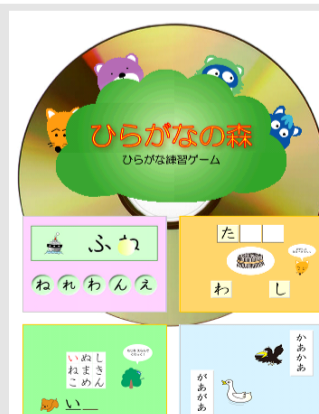 ひらがなの森
ひらがな練習ゲーム
ふね
ねれわんえ
た
わ し
いぬし
ねまき
こめん
い
かあかあ
があがあ